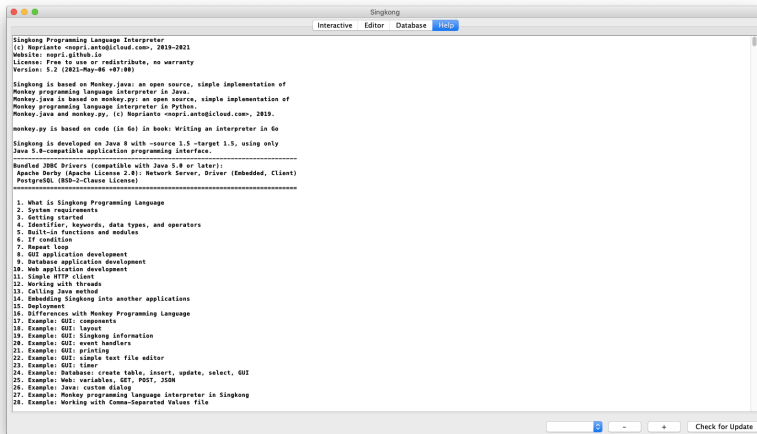 Singkong
Interactive Editor Database Help
Singkong Programming Language Interpreter
(c) Noprianto <nopri.anto@icloud.com>, 2019-2021
Website: nopri.github.io
License: Free to use or redistribute, no warranty
Version: 5.2 (2021-May-06 +07:00)
Singkong is based on Monkey.java: an open source, simple implementation of
Monkey programming language interpreter in Java.
Monkey.java is based on monkey.py: an open source, simple implementation of
Monkey programming language interpreter in Python.
Monkey.java and monkey.py, (c) Noprianto <nopri.anto@icloud.com>, 2019.
monkey.py is based on code (in Go) in book: Writing an interpreter in Go
Singkong is developed on Java 8 with -source 1.5 -target 1.5, using only
Java 5.0-compatible application programming interface.
================================================================================
Bundled JDBC Drivers (compatible with Java 5.0 or later):
Apache Derby (Apache License 2.0): Network Server, Driver (Embedded, Client)
PostgreSQL (BSD-2-Clause License)
================================================================================
1. What is Singkong Programming Language
2. System requirements
3. Getting started
4. Identifier, keywords, data types, and operators
5. Built-in functions and modules
6. If condition
7. Repeat loop
8. GUI application development
9. Database application development
10. Web application development
11. Simple HTTP client
12. Working with threads
13. Calling Java method
14. Embedding Singkong into another applications
15. Deployment
16. Differences with Monkey Programming Language
17. Example: GUI: components
18. Example: GUI: layout
19. Example: GUI: Singkong information
20. Example: GUI: event handlers
21. Example: GUI: printing
22. Example: GUI: simple text file editor
23. Example: GUI: timer
24. Example: Database: create table, insert, update, select, GUI
25. Example: Web: variables, GET, POST, JSON
26. Example: Java: custom dialog
27. Example: Monkey programming language interpreter in Singkong
28. Example: Working with Comma-Separated Values file
- + Check for Update